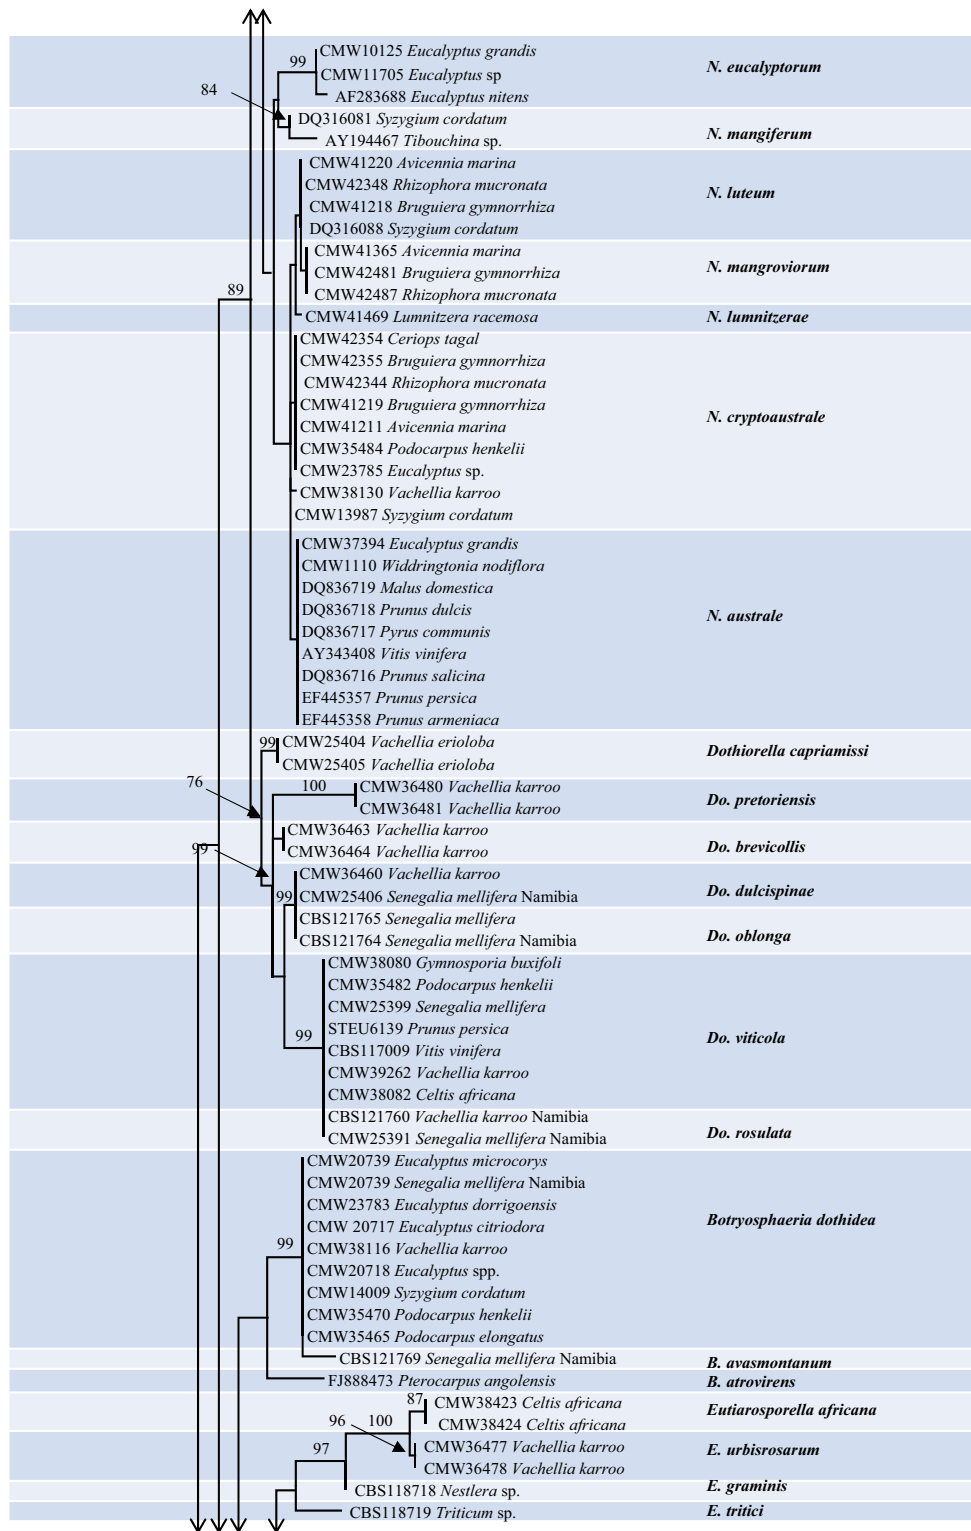 CMW10125 Eucalyptus grandis
99
N. eucalyptorum
CMW11705 Eucalyptus sp
84
AF283688 Eucalyptus nitens
DQ316081 Syzygium cordatum
N. mangiferum
AY194467 Tibouchina sp.
CMW41220 Avicennia marina
CMW42348 Rhizophora mucronata
N. luteum
CMW41218 Bruguiera gymnorrhiza
DQ316088 Syzygium cordatum
CMW41365 Avicennia marina
N. mangroviorum
CMW42481 Bruguiera gymnorrhiza
89
CMW42487 Rhizophora mucronata
CMW41469 Lumnitzera racemosa
N. lumnitzerae
CMW42354 Ceriops tagal
CMW42355 Bruguiera gymnorrhiza
CMW42344 Rhizophora mucronata
CMW41219 Bruguiera gymnorrhiza
N. cryptoaustrale
CMW41211 Avicennia marina
CMW35484 Podocarpus henkelii
CMW23785 Eucalyptus sp.
CMW38130 Vachellia karroo
CMW13987 Syzygium cordatum
CMW37394 Eucalyptus grandis
CMW1110 Widdringtonia nodiflora
DQ836719 Malus domestica
DQ836718 Prunus dulcis
N. australe
DQ836717 Pyrus communis
AY343408 Vitis vinifera
DQ836716 Prunus salicina
EF445357 Prunus persica
EF445358 Prunus armeniaca
99
CMW25404 Vachellia erioloba
Dothiorella capriamissi
CMW25405 Vachellia erioloba
76
100
CMW36480 Vachellia karroo
Do. pretoriensis
CMW36481 Vachellia karroo
CMW36463 Vachellia karroo
Do. brevicollis
99
CMW36464 Vachellia karroo
CMW36460 Vachellia karroo
Do. dulcispinae
99
CMW25406 Senegalia mellifera Namibia
CBS121765 Senegalia mellifera
Do. oblonga
CBS121764 Senegalia mellifera Namibia
CMW38080 Gymnosporia buxifoli
CMW35482 Podocarpus henkelii
CMW25399 Senegalia mellifera
99
STEU6139 Prunus persica
Do. viticola
CBS117009 Vitis vinifera
CMW39262 Vachellia karroo
CMW38082 Celtis africana
CBS121760 Vachellia karroo Namibia
Do. rosulata
CMW25391 Senegalia mellifera Namibia
CMW20739 Eucalyptus microcorys
CMW20739 Senegalia mellifera Namibia
CMW23783 Eucalyptus dorrigoensis
Botryosphaeria dothidea
CMW 20717 Eucalyptus citriodora
99
CMW38116 Vachellia karroo
CMW20718 Eucalyptus spp.
CMW14009 Syzygium cordatum
CMW35470 Podocarpus henkelii
CMW35465 Podocarpus elongatus
CBS121769 Senegalia mellifera Namibia
B. avasmontanum
FJ888473 Pterocarpus angolensis
B. atrovirens
87
CMW38423 Celtis africana
Eutiarosporella africana
96
100
CMW38424 Celtis africana
97
CMW36477 Vachellia karroo
E. urbisrosarum
CMW36478 Vachellia karroo
CBS118718 Nestlera sp.
E. graminis
CBS118719 Triticum sp.
E. tritici